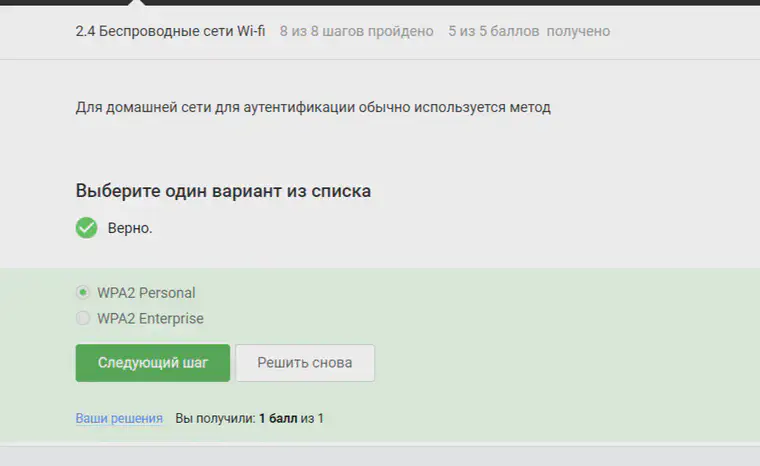 2.4 Беспроводные сети Wi-fi 8 из 8 шагов пройдено 5 из 5 баллов получено
Для домашней сети для аутентификации обычно используется метод
Выберите один вариант из списка
Верно.
WPA2 Personal
WPA2 Enterprise
Следующий шаг Решить снова
Ваши решения Вы получили: 1 балл из 1